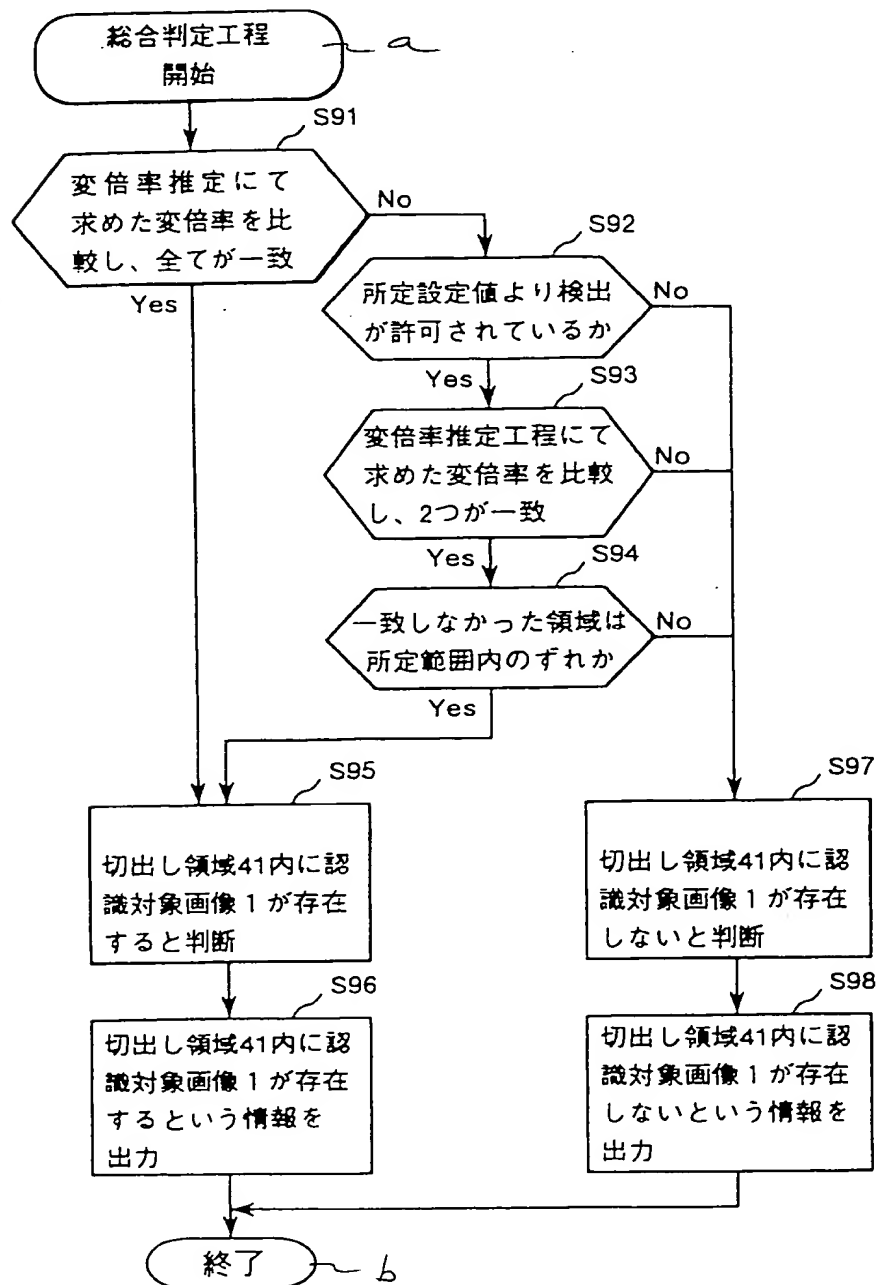 総合判定工程
開始
a
S91
変倍率推定にて
求めた変倍率を比
較し、全てが一致
No
Yes
S92
所定設定値より検出
が許可されているか
No
Yes
S93
変倍率推定工程にて
求めた変倍率を比較
し、2つが一致
No
Yes
S94
一致しなかった領域は
所定範囲内のずれか
No
Yes
S95
切出し領域41内に認
識対象画像1が存在
すると判断
S97
切出し領域41内に認
識対象画像1が存在
しないと判断
S96
切出し領域41内に認
識対象画像1が存在
するという情報を
出力
S98
切出し領域41内に認
識対象画像1が存在
しないという情報を
出力
終了
b